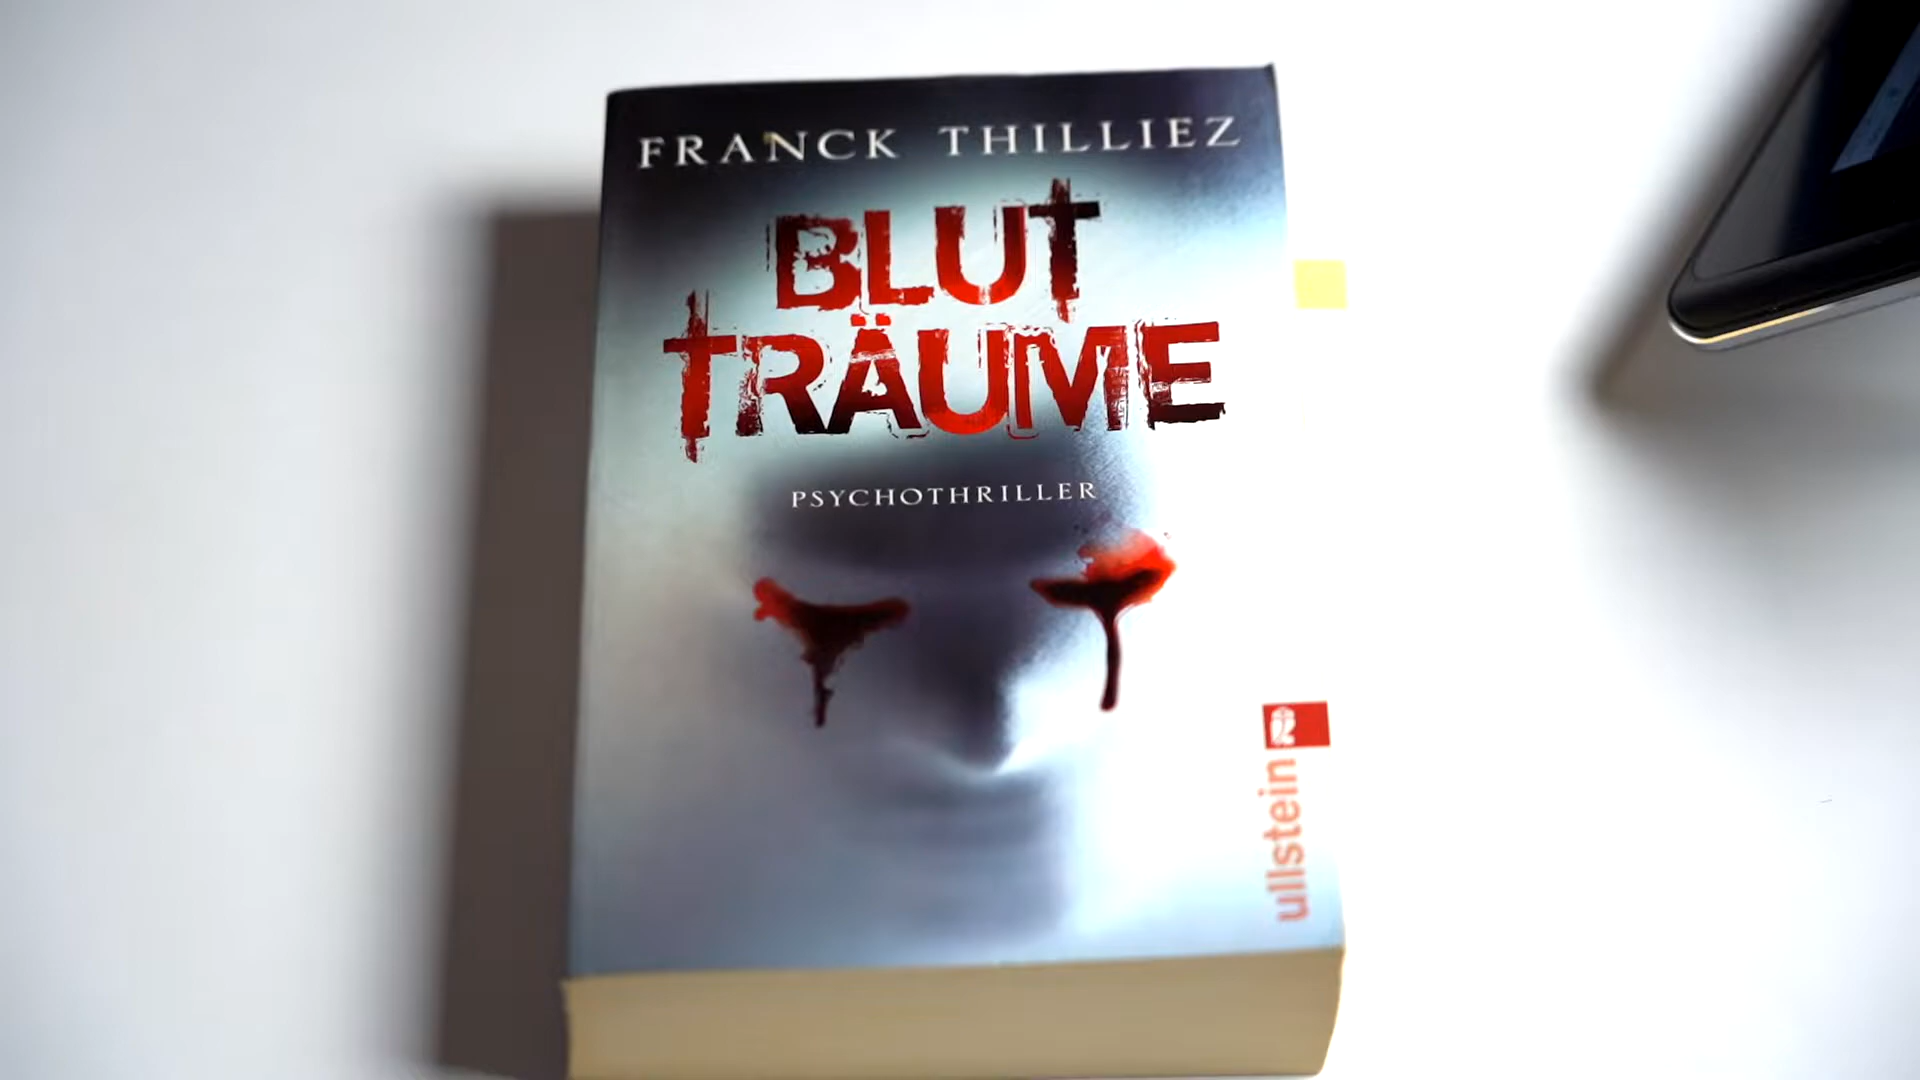 FRANCK THILLIEZ
BLUT
TRÄUME
PSYCHOTHRILLER
ullstein